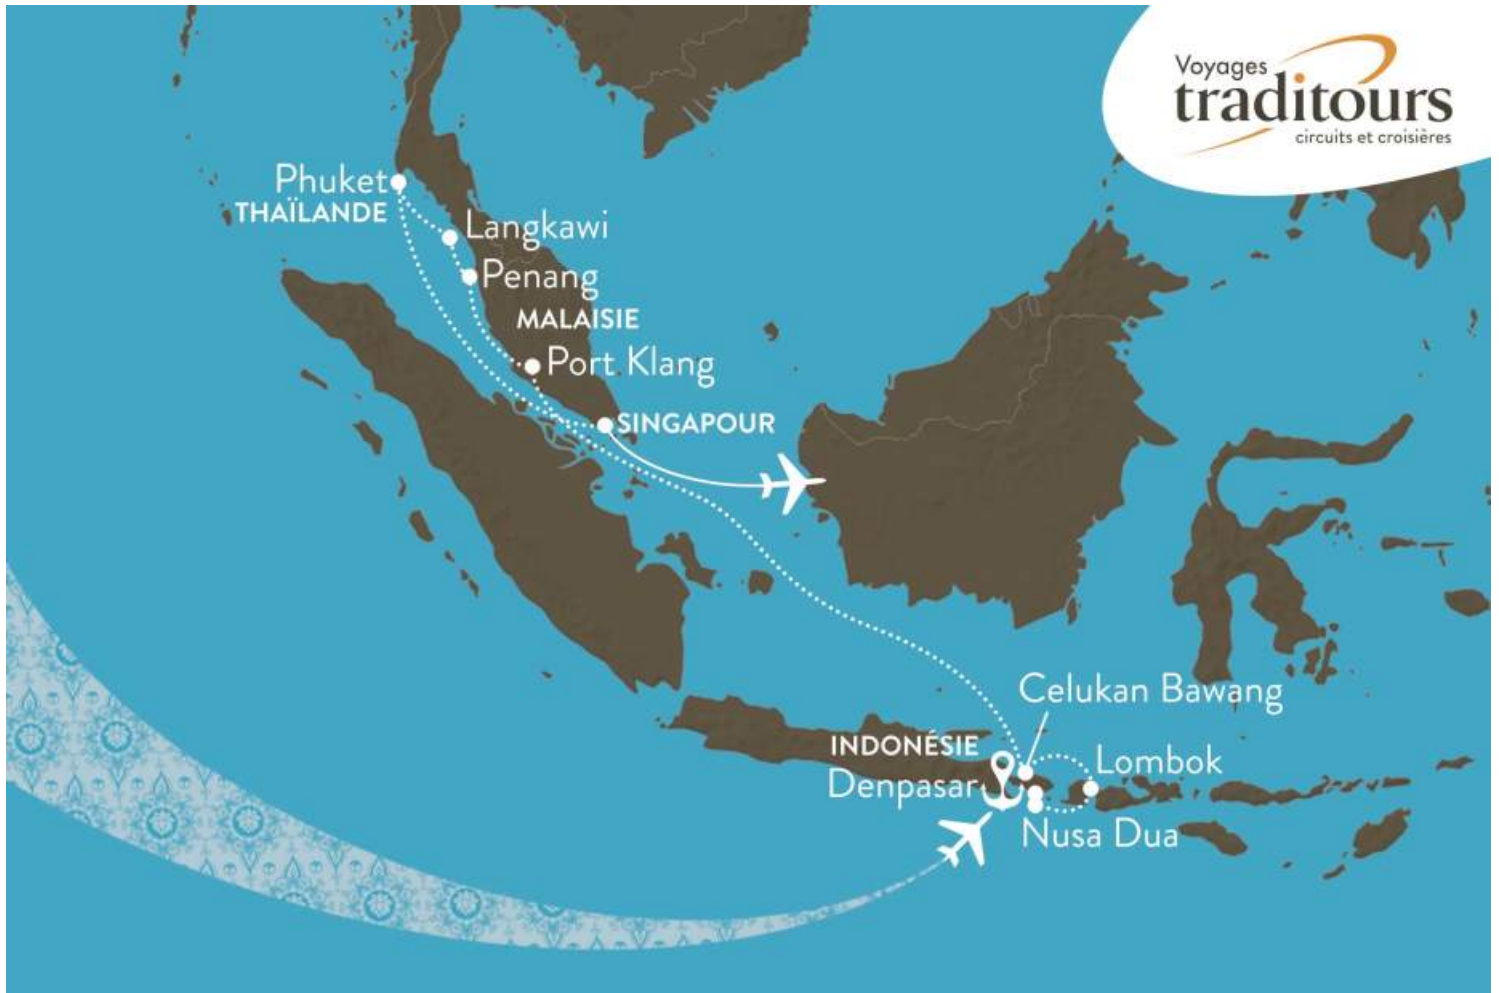 Voyages
traditours
circuits et croisières
Phuket
THAÏLANDE
Langkawi
Penang
MALAISIE
Port Klang
SINGAPOUR
Celukan Bawang
INDONÉSIE
Lombok
Denpasar
Nusa Dua